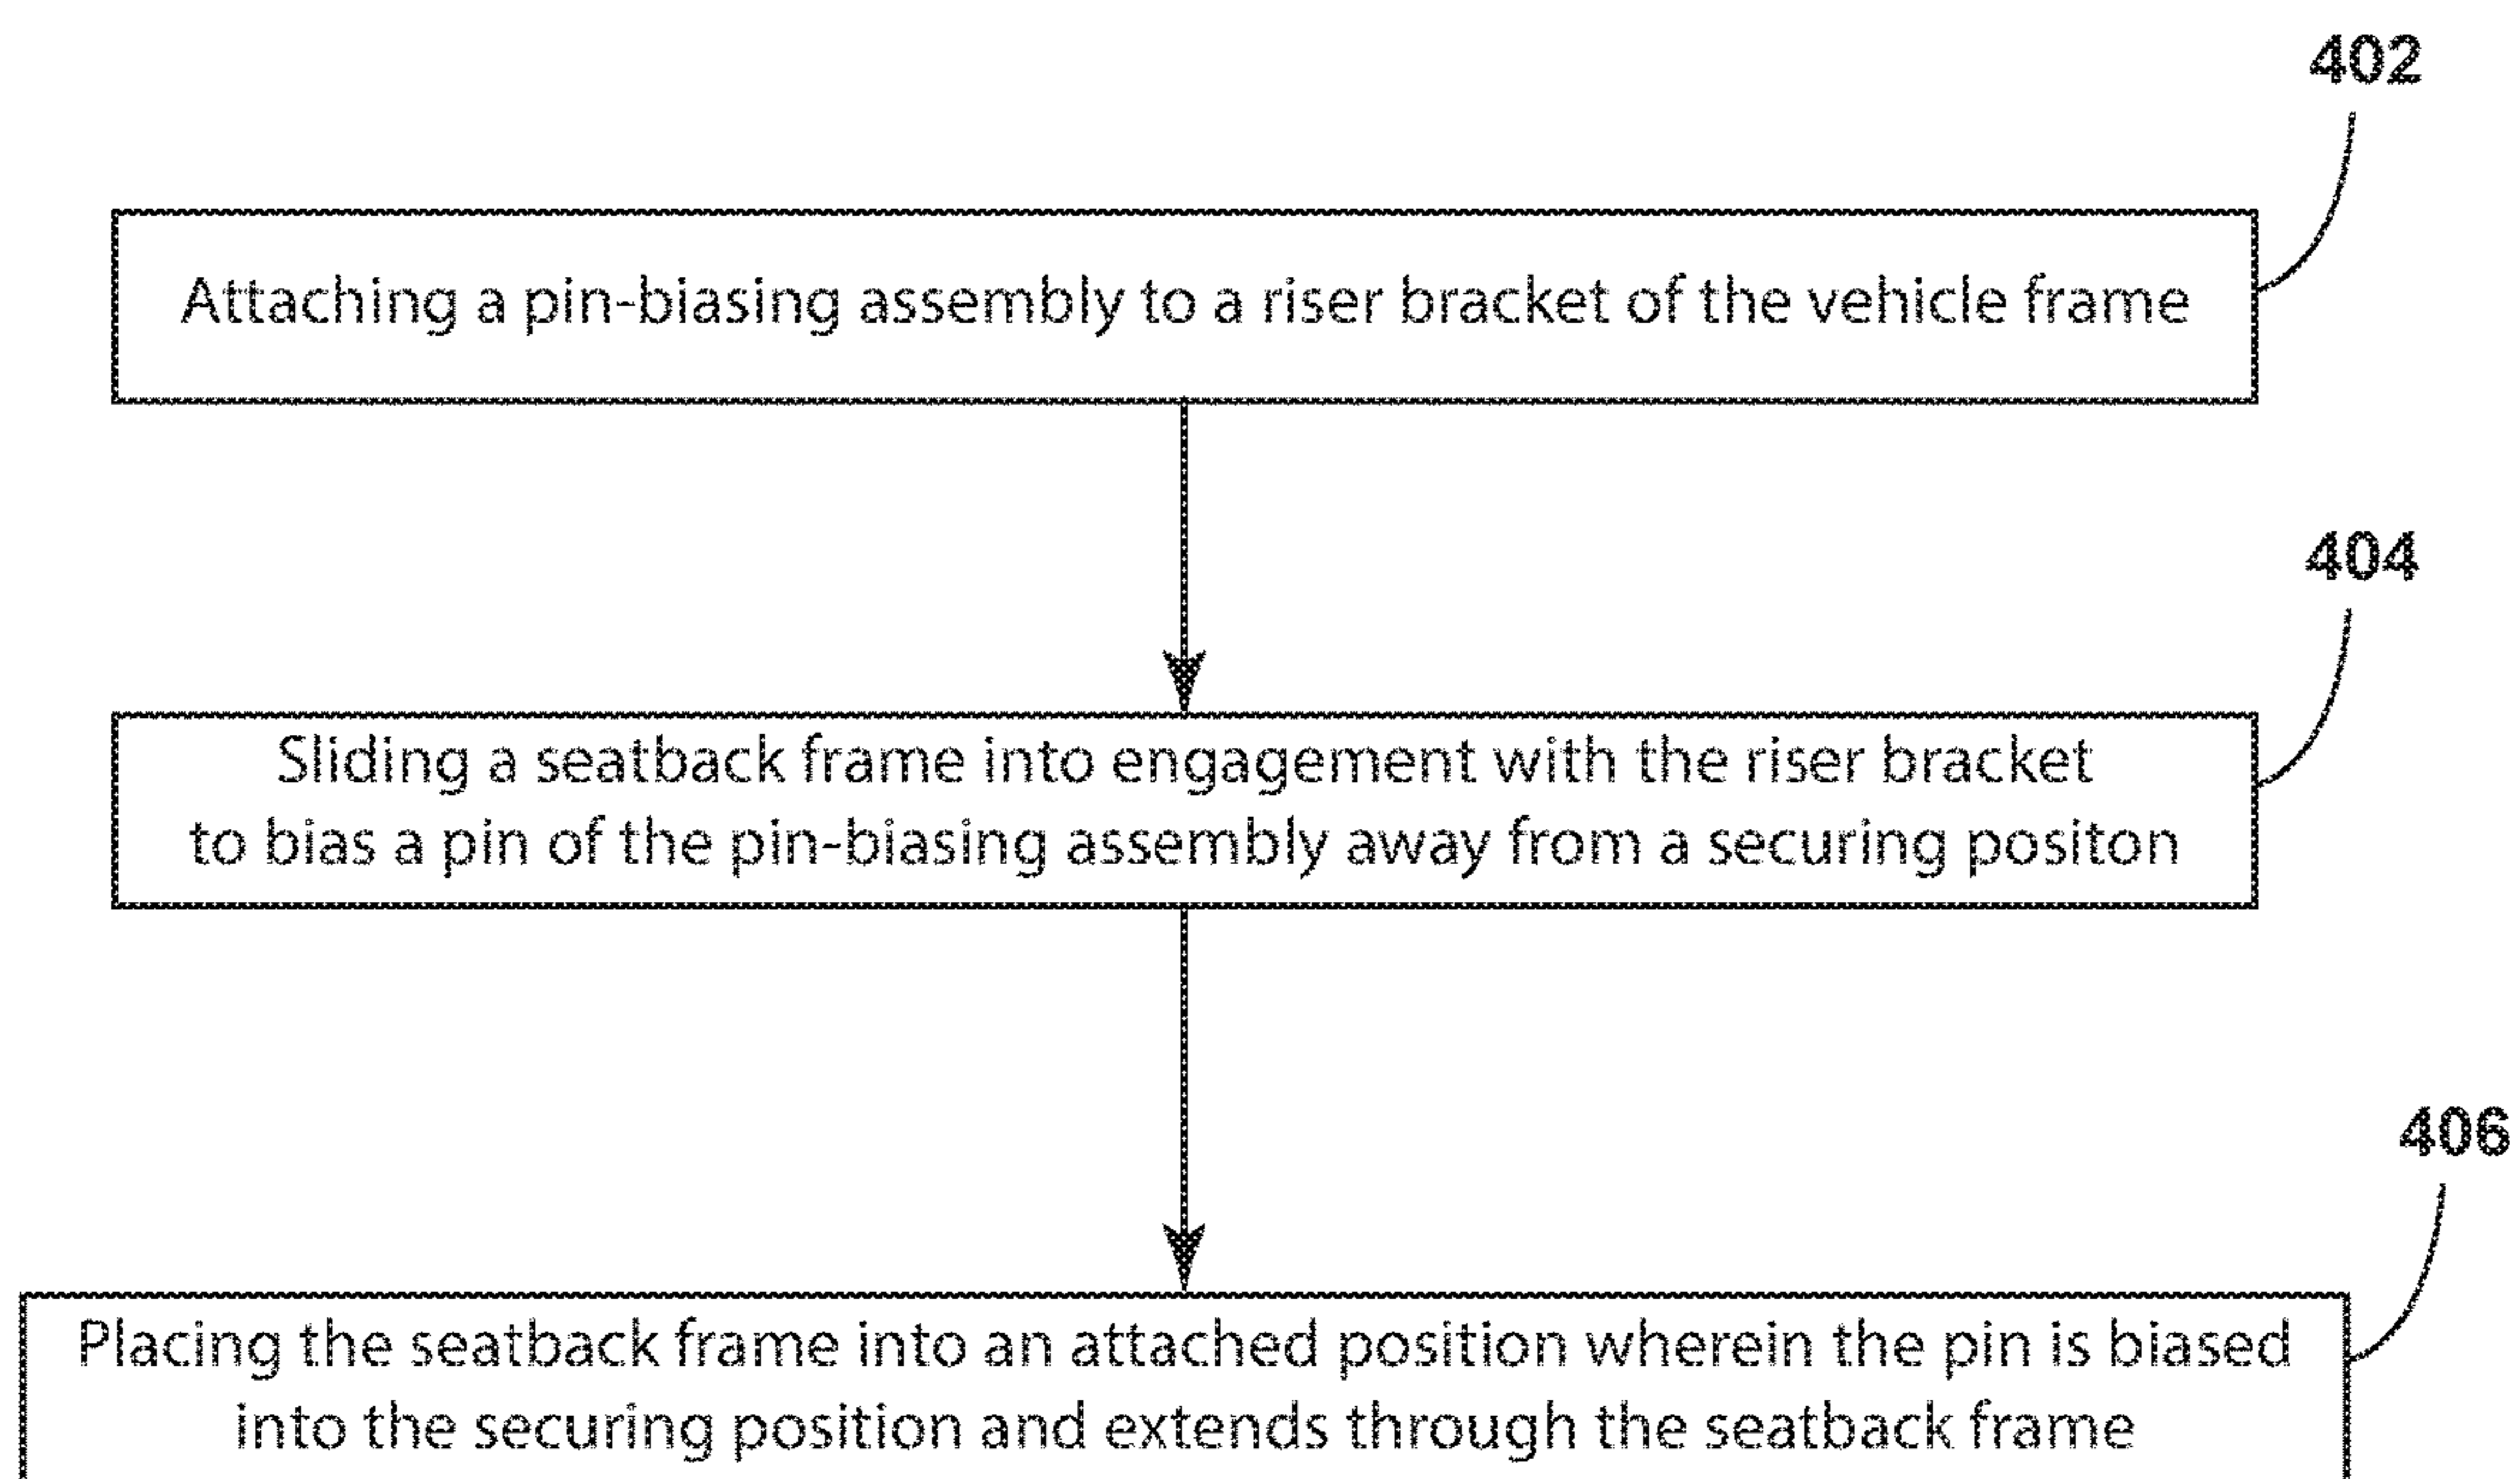 402
Attaching a pin-biasing assembly to a riser bracket of the vehicle frame
404
Sliding a seatback frame into engagement with the riser bracket
to bias a pin of the pin-biasing assembly away from a securing positon
406
Placing the seatback frame into an attached position wherein the pin is biased
into the securing position and extends through the seatback frame